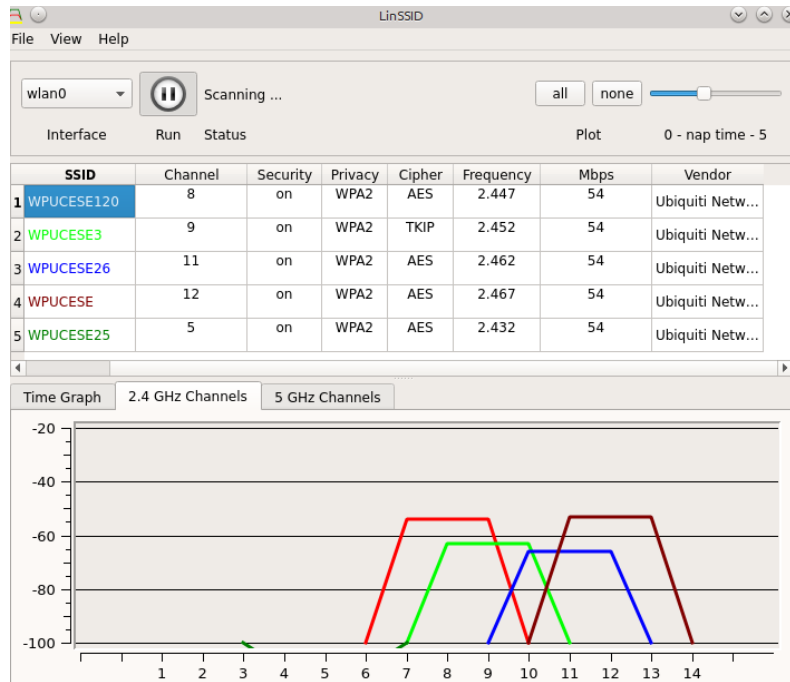 LinSSID
File View Help
wlan0 Scanning ... all none
Interface Run Status Plot 0 - nap time - 5
SSID Channel Security Privacy Cipher Frequency Mbps Vendor
1 WPUCESE120 8 on WPA2 AES 2.447 54 Ubiquiti Netw...
2 WPUCESE3 9 on WPA2 TKIP 2.452 54 Ubiquiti Netw...
3 WPUCESE26 11 on WPA2 AES 2.462 54 Ubiquiti Netw...
4 WPUCESE 12 on WPA2 AES 2.467 54 Ubiquiti Netw...
5 WPUCESE25 5 on WPA2 AES 2.432 54 Ubiquiti Netw...
Time Graph 2.4 GHz Channels 5 GHz Channels
-20
-40
-60
-80
-100
1 2 3 4 5 6 7 8 9 10 11 12 13 14